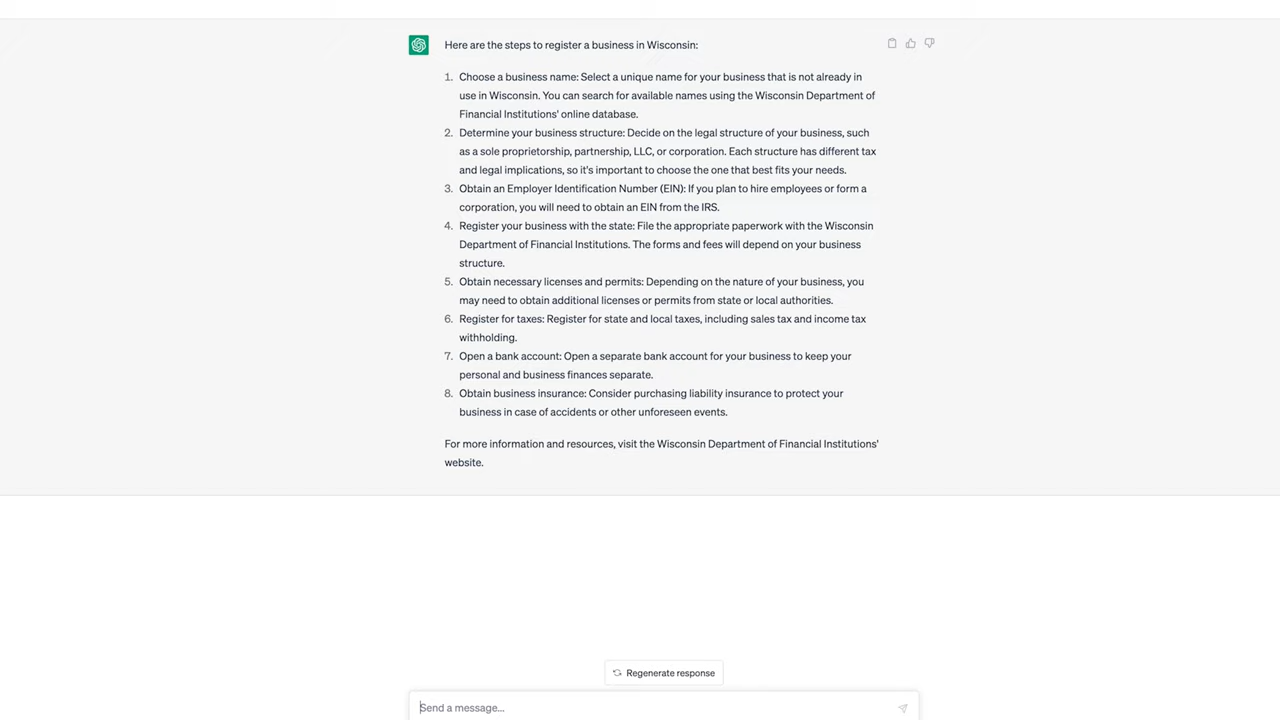 Here are the steps to register a business in Wisconsin:
1. Choose a business name: Select a unique name for your business that is not already in
use in Wisconsin. You can search for available names using the Wisconsin Department of
Financial Institutions' online database.
2. Determine your business structure: Decide on the legal structure of your business, such
as a sole proprietorship, partnership, LLC, or corporation. Each structure has different tax
and legal implications, so it's important to choose the one that best fits your needs.
3. Obtain an Employer Identification Number (EIN): If you plan to hire employees or form a
corporation, you will need to obtain an EIN from the IRS.
4. Register your business with the state: File the appropriate paperwork with the Wisconsin
Department of Financial Institutions. The forms and fees will depend on your business
structure.
5. Obtain necessary licenses and permits: Depending on the nature of your business, you
may need to obtain additional licenses or permits from state or local authorities.
6. Register for taxes: Register for state and local taxes, including sales tax and income tax
withholding.
7. Open a bank account: Open a separate bank account for your business to keep your
personal and business finances separate.
8. Obtain business insurance: Consider purchasing liability insurance to protect your
business in case of accidents or other unforeseen events.
For more information and resources, visit the Wisconsin Department of Financial Institutions'
website.
Regenerate response
Send a message...